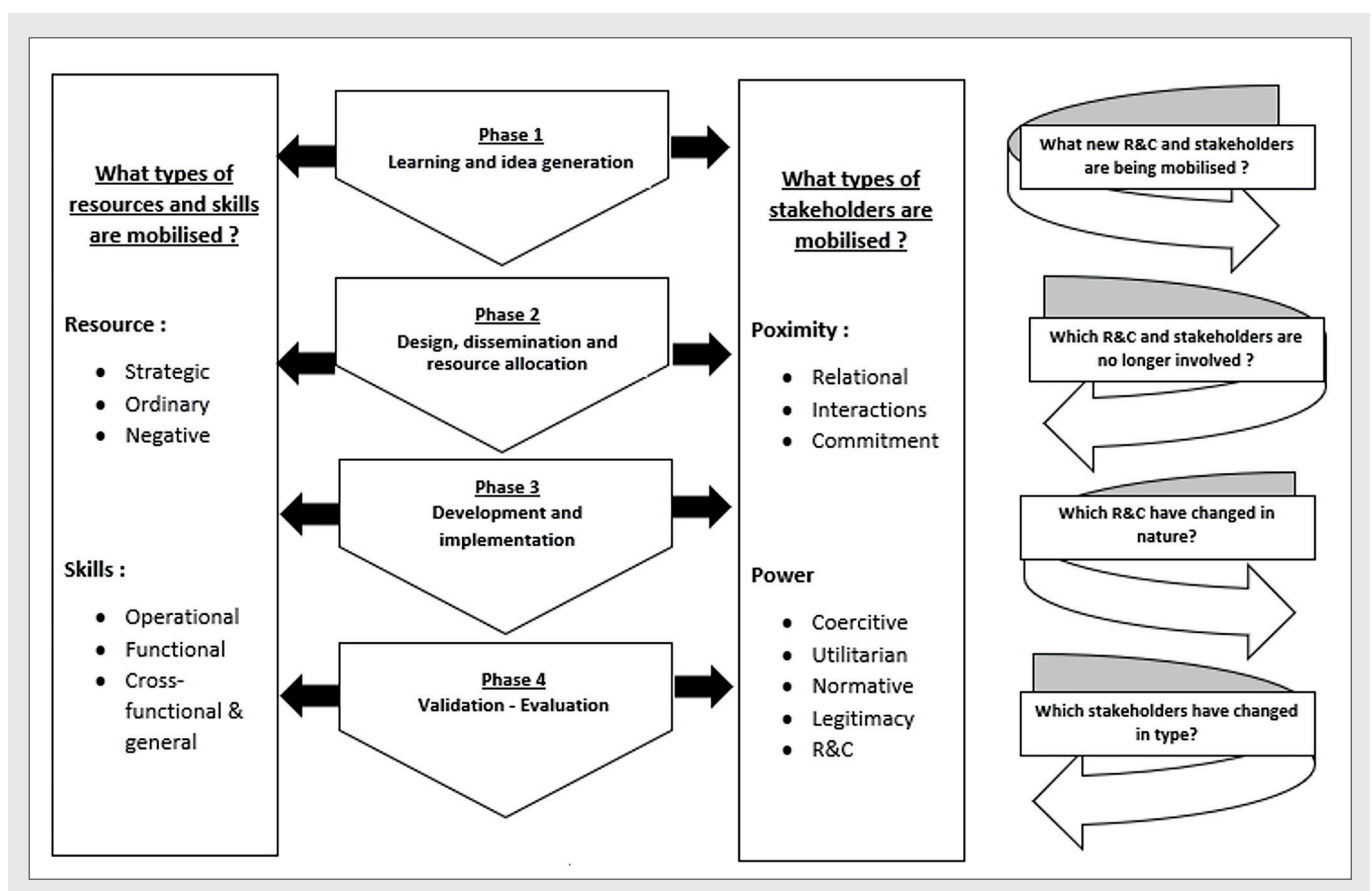 What types of
resources and skills
are mobilised ?
Resource :
• Strategic
• Ordinary
• Negative
Skills :
• Operational
• Functional
• Cross-
functional &
general
Phase 1
Learning and idea generation
Phase 2
Design, dissemination and
resource allocation
Phase 3
Development and
implementation
Phase 4
Validation - Evaluation
What types of
stakeholders are
mobilised ?
Poximity :
• Relational
• Interactions
• Commitment
Power
• Coercitive
• Utilitarian
• Normative
• Legitimacy
• R&C
What new R&C and stakeholders
are being mobilised ?
Which R&C and stakeholders are
no longer involved ?
Which R&C have changed in
nature?
Which stakeholders have changed
in type?